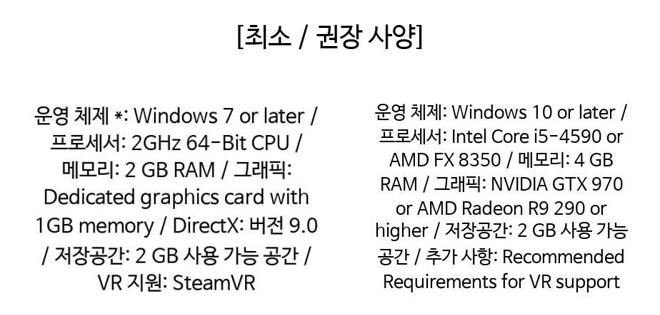 [최소 / 권장 사양]
운영 체제 *: Windows 7 or later /
프로세서: 2GHz 64-Bit CPU /
메모리: 2 GB RAM / 그래픽:
Dedicated graphics card with
1GB memory / DirectX: 버전 9.0
/ 저장공간: 2 GB 사용 가능 공간 /
VR 지원: SteamVR
운영 체제: Windows 10 or later /
프로세서: Intel Core i5-4590 or
AMD FX 8350 / 메모리: 4 GB
RAM / 그래픽: NVIDIA GTX 970
or AMD Radeon R9 290 or
higher / 저장공간: 2 GB 사용 가능
공간 / 추가 사항: Recommended
Requirements for VR support